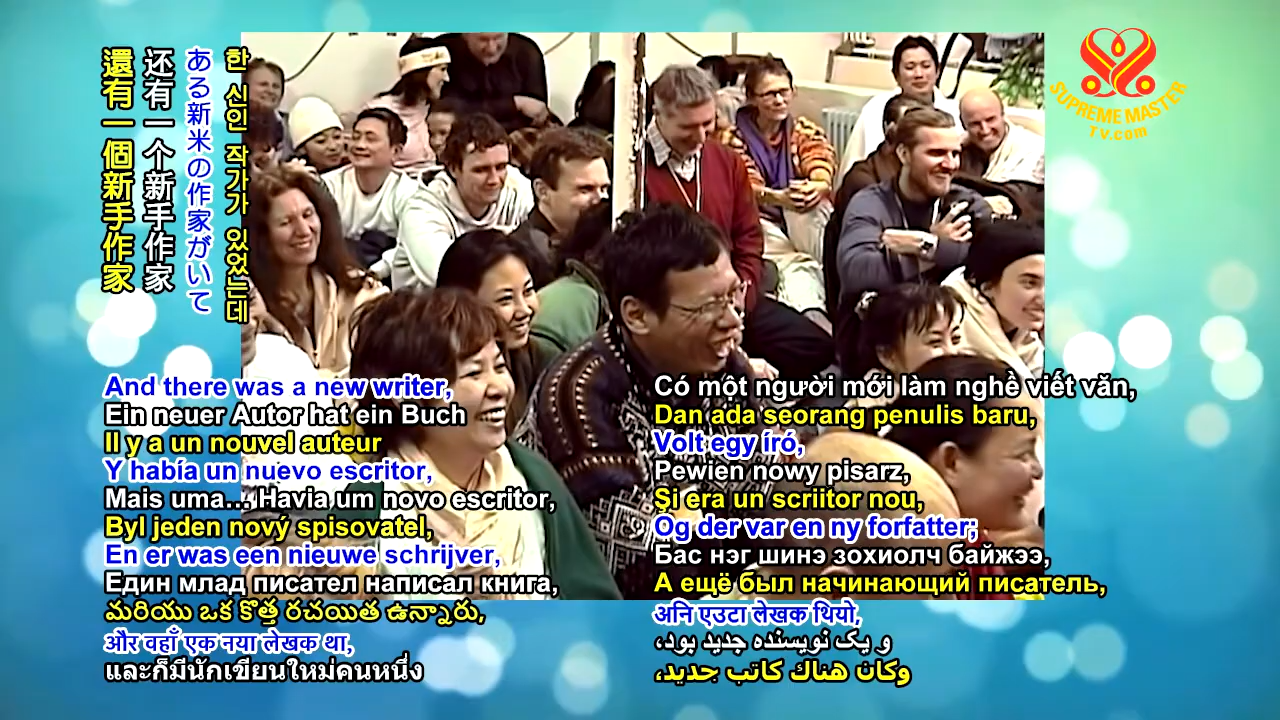 한 신인 작가가 있었는데
ある新米の作家がいて
还有一个新手作家
還有一個新手作家
SUPREME MASTER
TV.com
And there was a new writer,
Ein neuer Autor hat ein Buch
Il y a un nouvel auteur
Y había un nuevo escritor,
Mais uma... Havia um novo escritor,
Byl jeden nový spisovatel,
En er was een nieuwe schrijver,
Един млад писател написал книга,
మరియు ఒక కొత్త రచయిత ఉన్నారు,
और वहाँ एक नया लेखक था,
และก็มีนักเขียนใหม่คนหนึ่ง
Có một người mới làm nghề viết văn,
Dan ada seorang penulis baru,
Volt egy író,
Pewien nowy pisarz,
Şi era un scriitor nou,
Og der var en ny forfatter;
Бас нэг шинэ зохиолч байжээ,
А ещё был начинающий писатель,
अनि एउटा लेखक थियो,
و یک نویسنده جدید بود،
وكان هناك كاتب جديد،